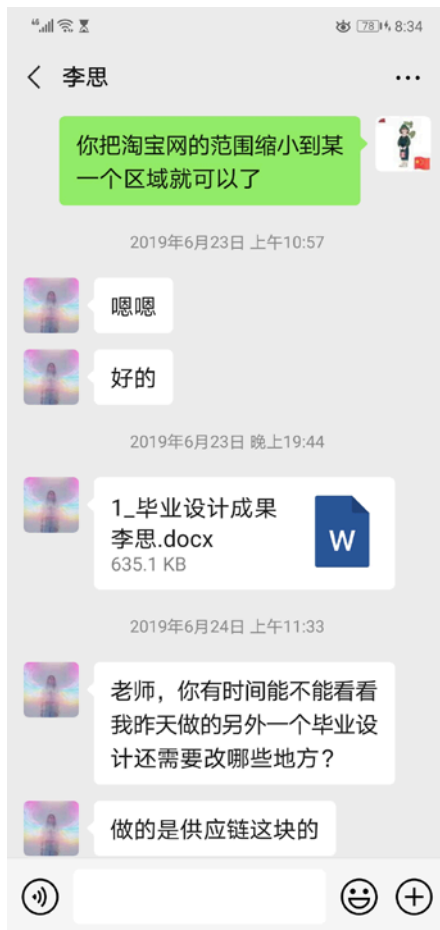 46
78
8:34
李思
你把淘宝网的范围缩小到某
一个区域就可以了
2019年6月23日 上午10:57
嗯嗯
好的
2019年6月23日 晚上19:44
1_毕业设计成果
李思.docx
635.1 KB
W
2019年6月24日 上午11:33
老师，你有时间能不能看看
我昨天做的另外一个毕业设
计还需要改哪些地方？
做的是供应链这块的